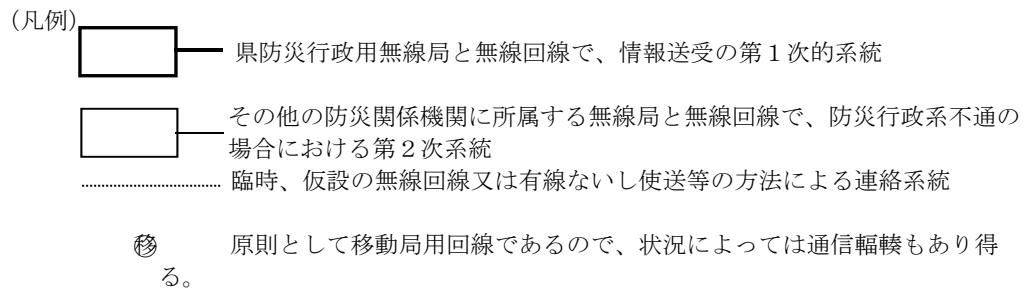 (凡例)
県防災行政用無線局と無線回線で、情報送受の第1次的系統
その他の防災関係機関に所属する無線局と無線回線で、防災行政系不通の
場合における第2次系統
臨時、仮設の無線回線又は有線ないし使送等の方法による連絡系統
移 原則として移動局用回線であるので、状況によっては通信輻輳もあり得
る。